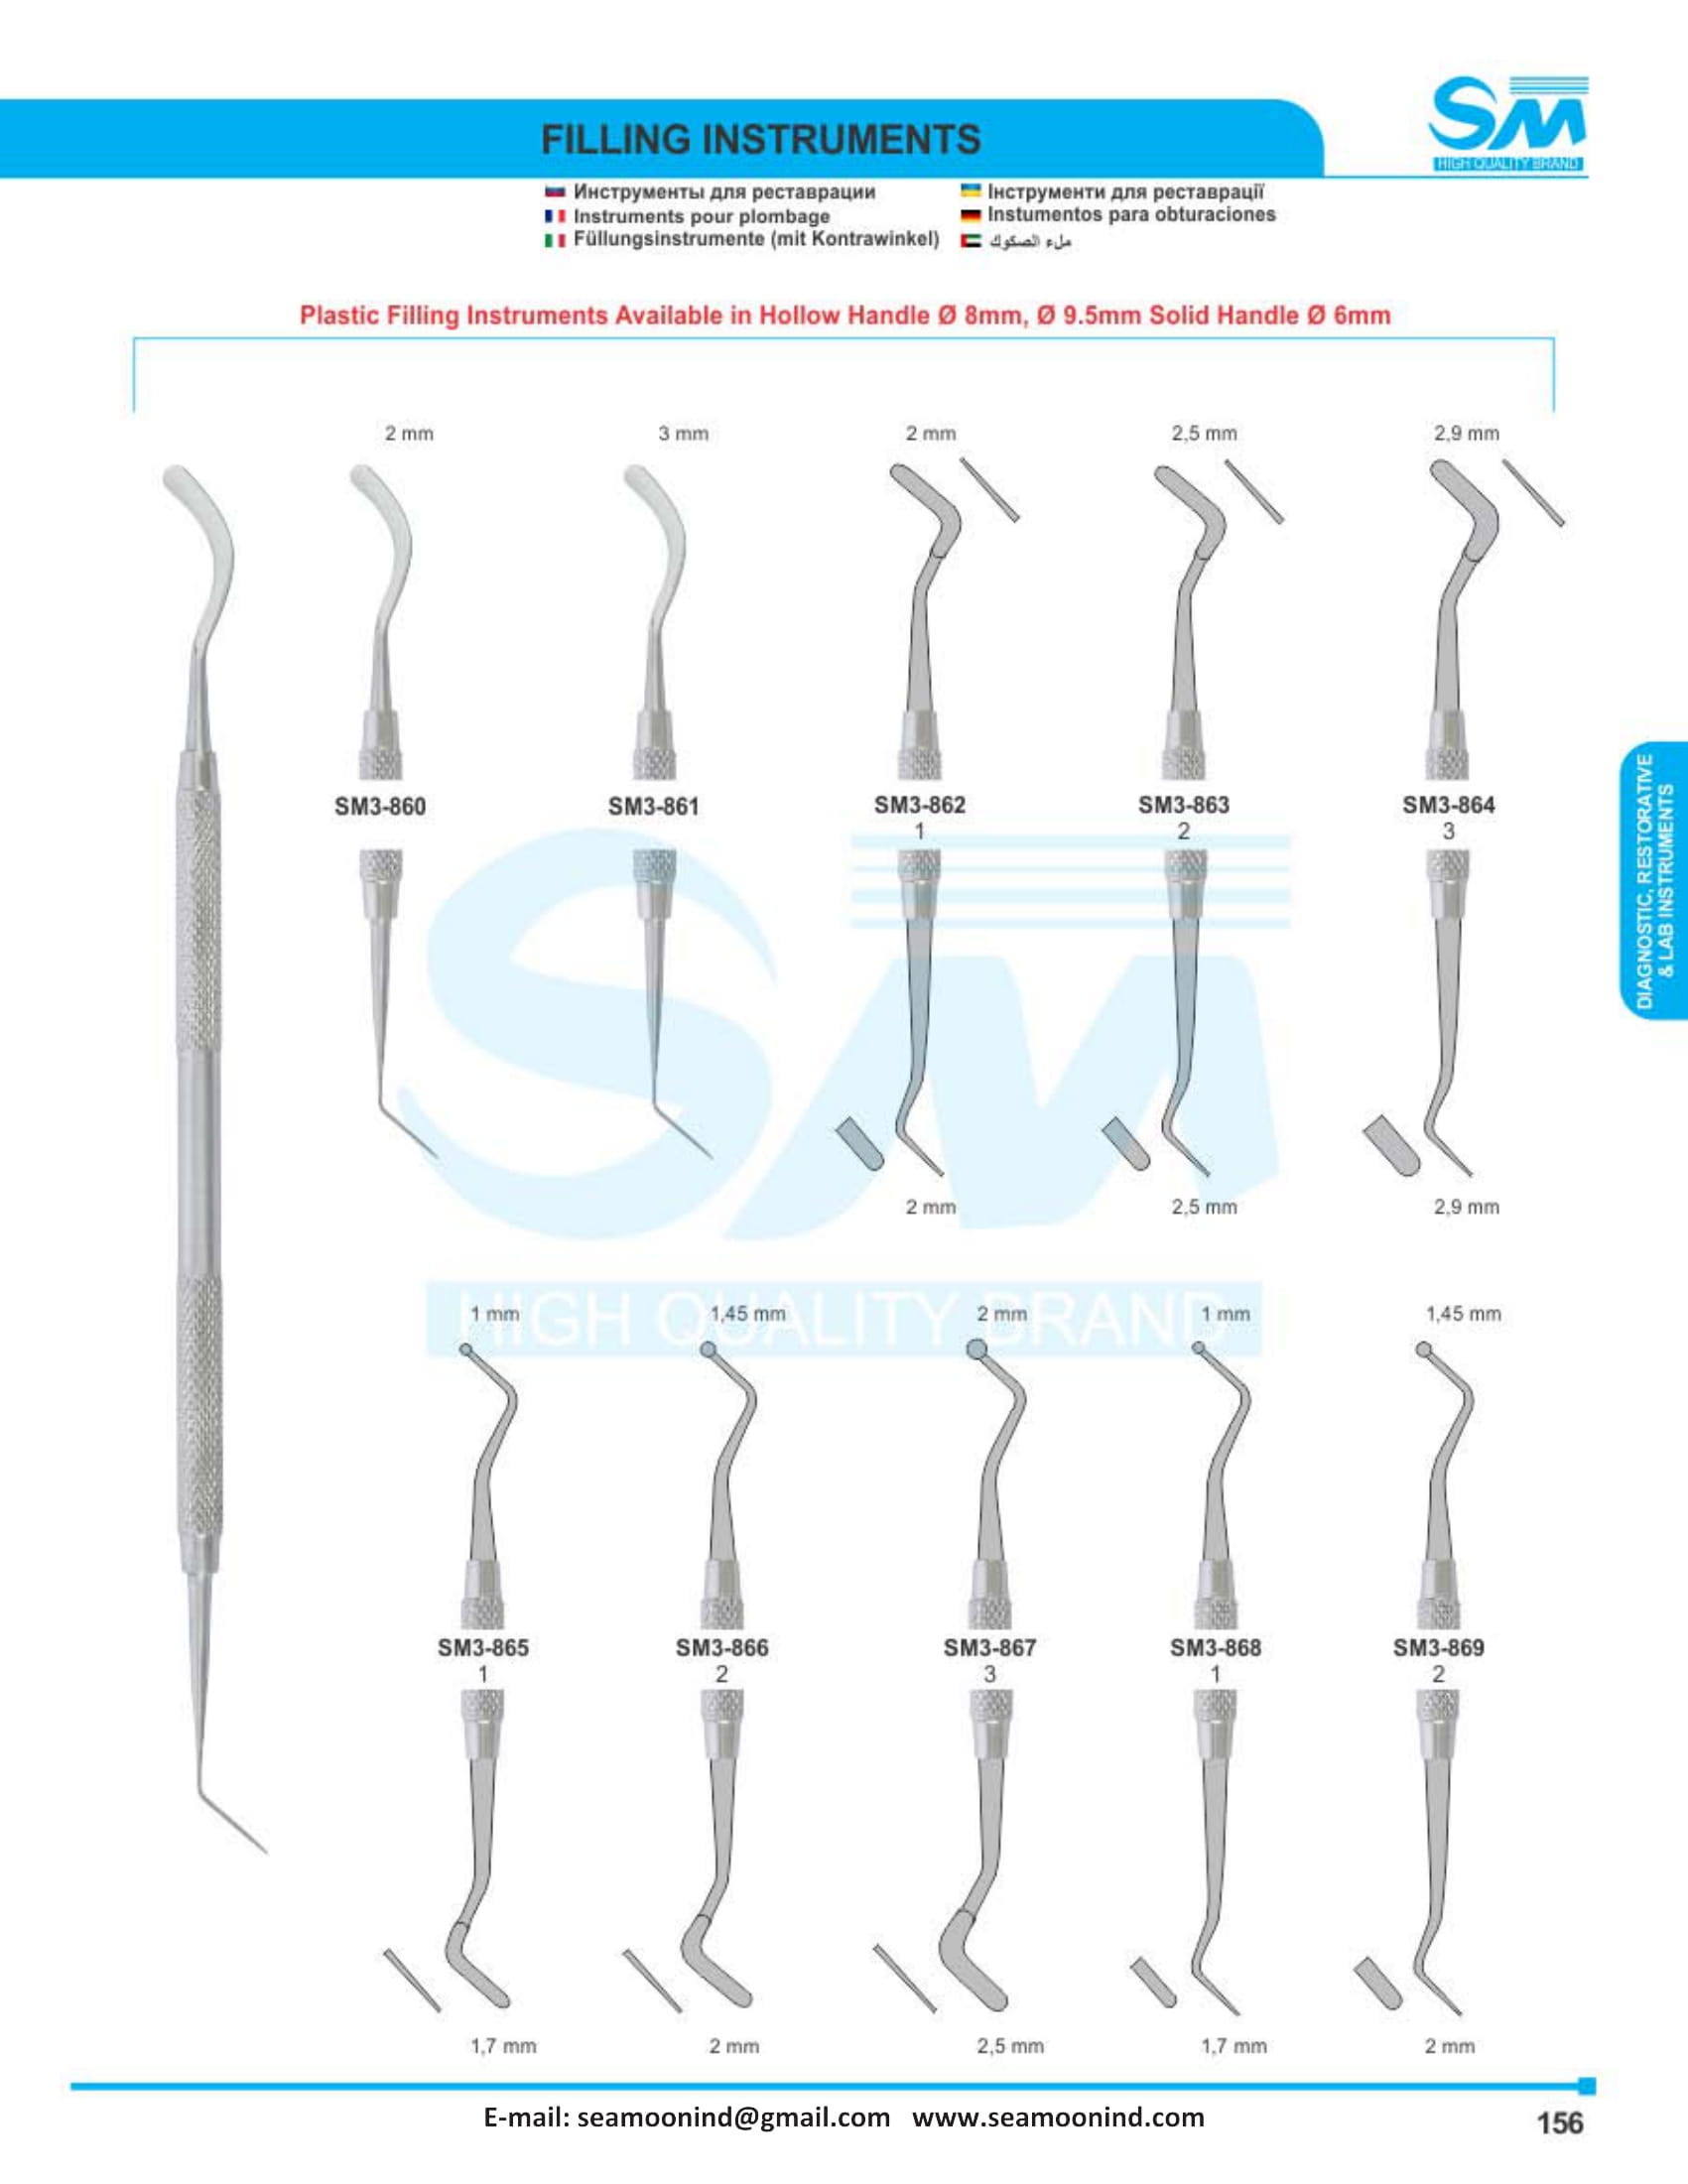 SM
HIGH QUALITY BRAND
FILLING INSTRUMENTS
Инструменты для реставрации
Інструменти для реставрації
Instruments pour plombage
Instumentos para obturaciones
Füllungsinstrumente (mit Kontrawinkel)
ملء الصكوك
Plastic Filling Instruments Available in Hollow Handle Ø 8mm, Ø 9.5mm Solid Handle Ø 6mm
2 mm 3 mm 2 mm 2,5 mm 2,9 mm
SM3-860 SM3-861 SM3-862 SM3-863 SM3-864
1 2 3
DIAGNOSTIC, RESTORATIVE
& LAB INSTRUMENTS
SM
2 mm 2,5 mm 2,9 mm
HIGH QUALITY BRAND
1 mm 1,45 mm 2 mm 1 mm 1,45 mm
SM3-865 SM3-866 SM3-867 SM3-868 SM3-869
1 2 3 1 2
1,7 mm 2 mm 2,5 mm 1,7 mm 2 mm
E-mail: seamoonind@gmail.com www.seamoonind.com
156